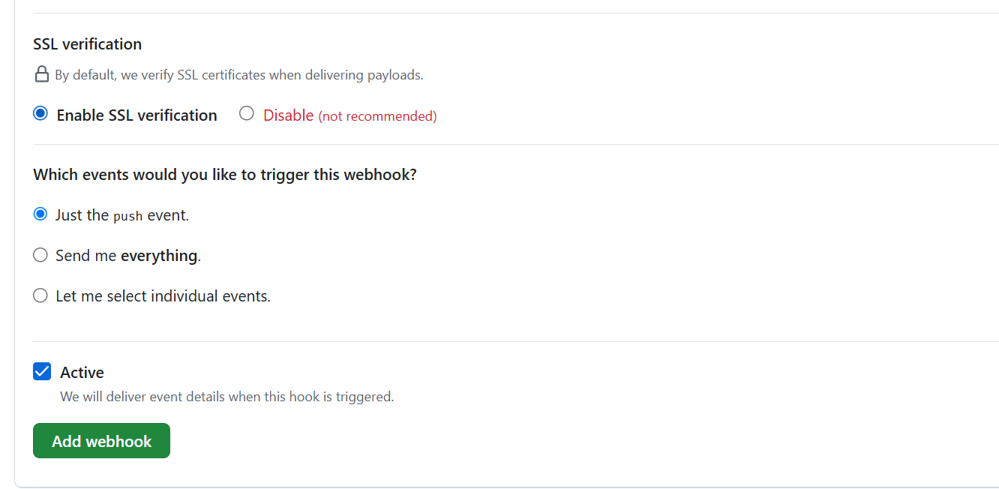 SSL verification
By default, we verify SSL certificates when delivering payloads.
Enable SSL verification Disable (not recommended)
Which events would you like to trigger this webhook?
Just the push event.
Send me everything.
Let me select individual events.
Active
We will deliver event details when this hook is triggered.
Add webhook